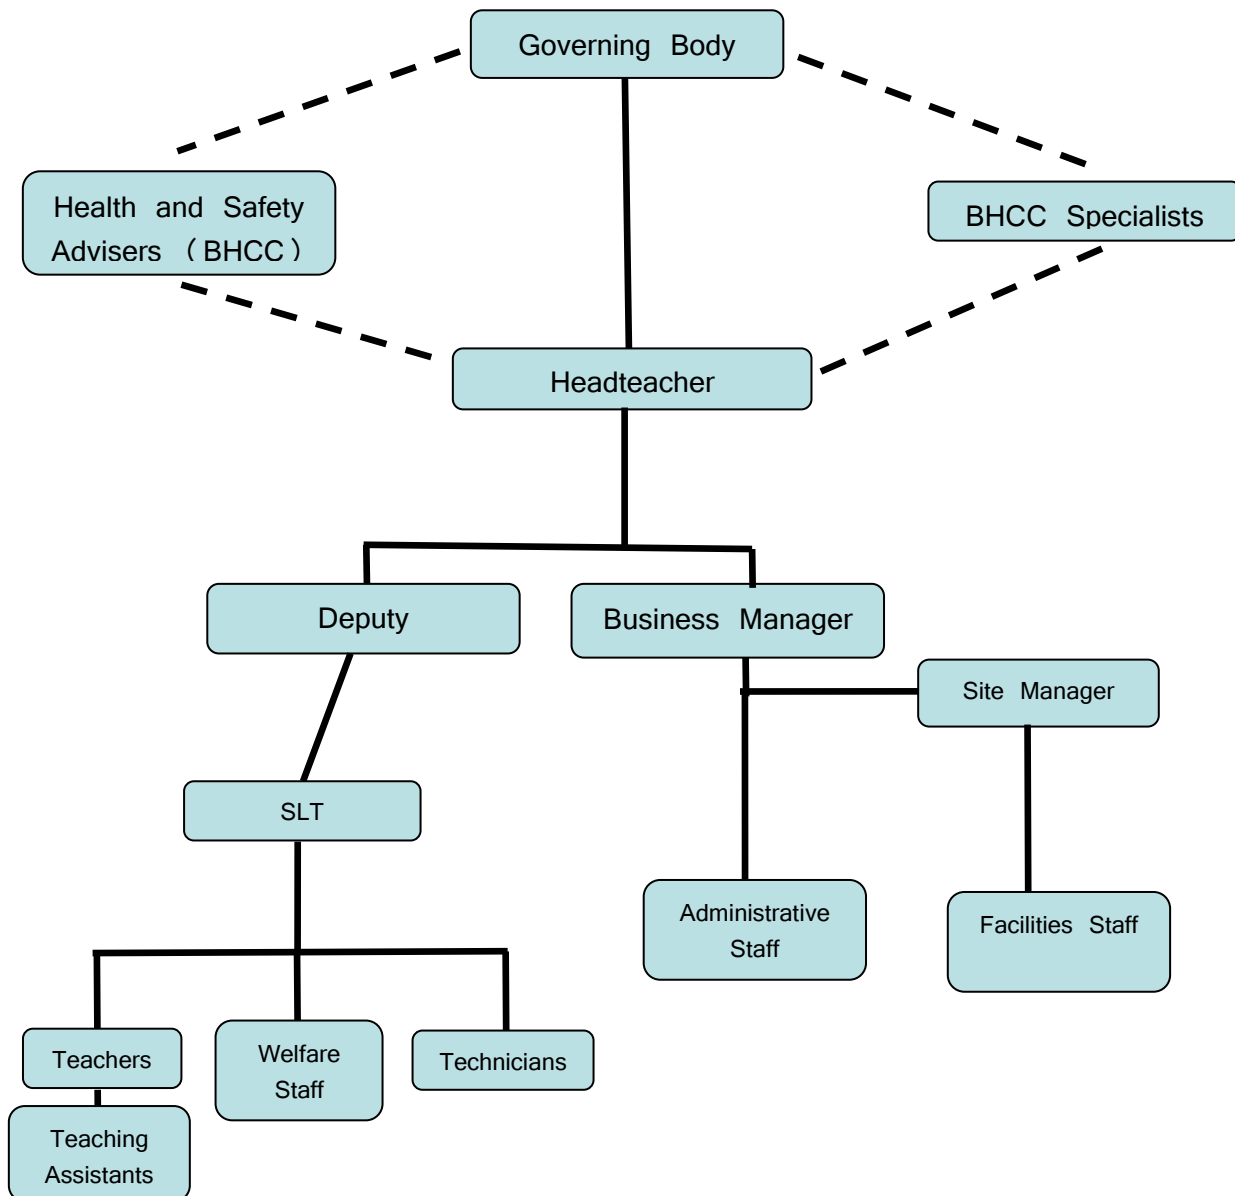 Governing Body
Health and Safety
Advisers (BHCC)
BHCC Specialists
Headteacher
Deputy
Business Manager
Site Manager
SLT
Administrative
Staff
Facilities Staff
Teachers
Welfare
Staff
Technicians
Teaching
Assistants